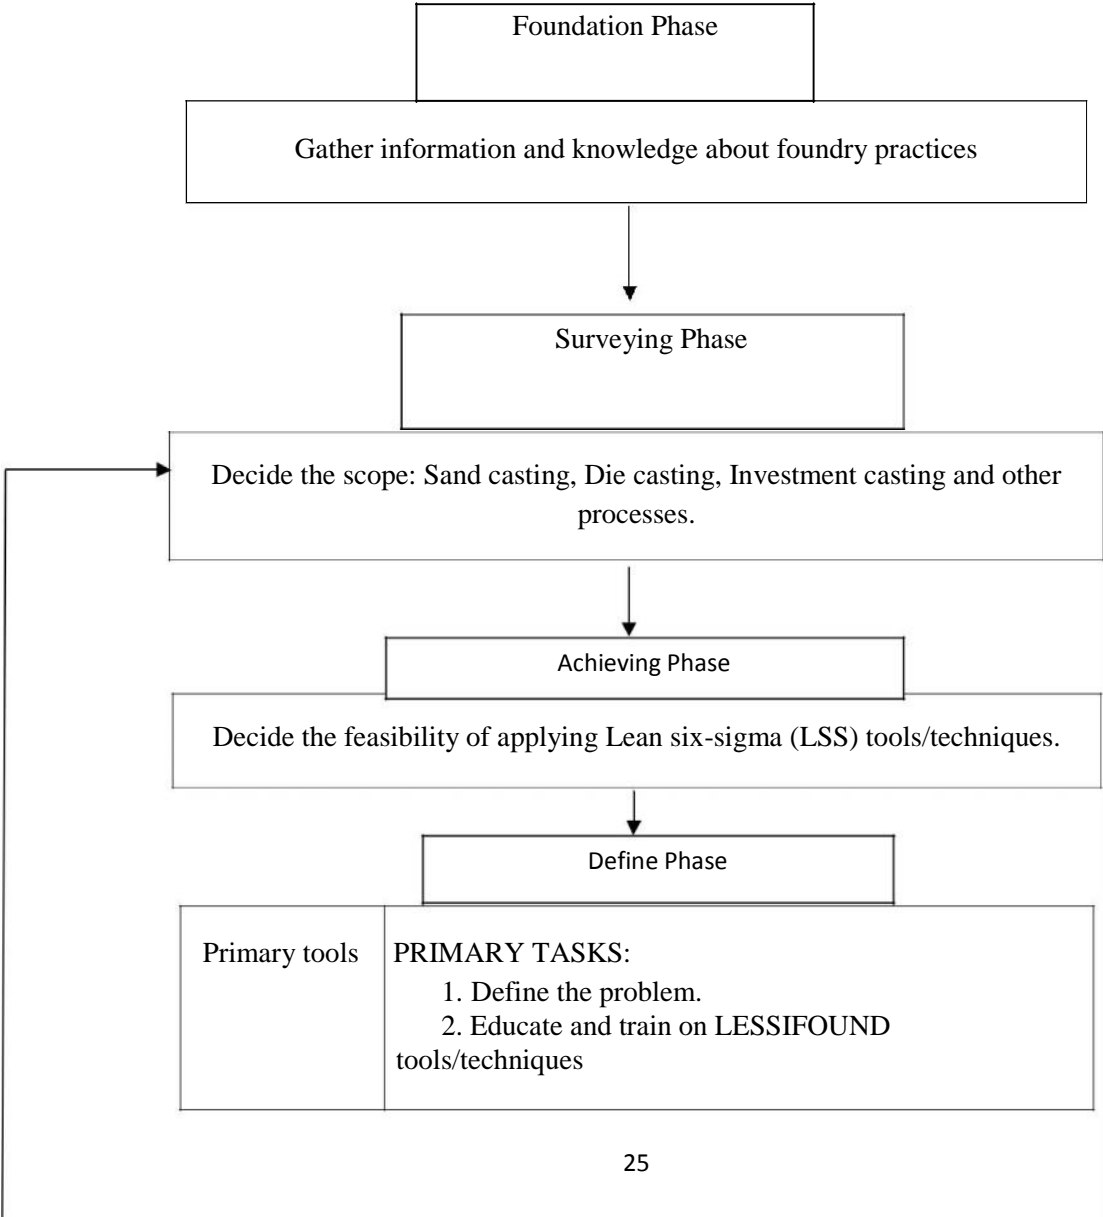 Foundation Phase
Gather information and knowledge about foundry practices
Surveying Phase
Decide the scope: Sand casting, Die casting, Investment casting and other
processes.
Achieving Phase
Decide the feasibility of applying Lean six-sigma (LSS) tools/techniques.
Define Phase
Primary tools
PRIMARY TASKS:
1. Define the problem.
2. Educate and train on LESSIFOUND
tools/techniques
25